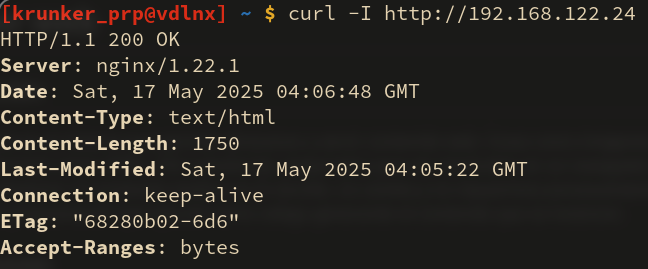 [krunker_prp@vdlnx] ~ $ curl -I http://192.168.122.24
HTTP/1.1 200 OK
Server: nginx/1.22.1
Date: Sat, 17 May 2025 04:06:48 GMT
Content-Type: text/html
Content-Length: 1750
Last-Modified: Sat, 17 May 2025 04:05:22 GMT
Connection: keep-alive
ETag: "68280b02-6d6"
Accept-Ranges: bytes